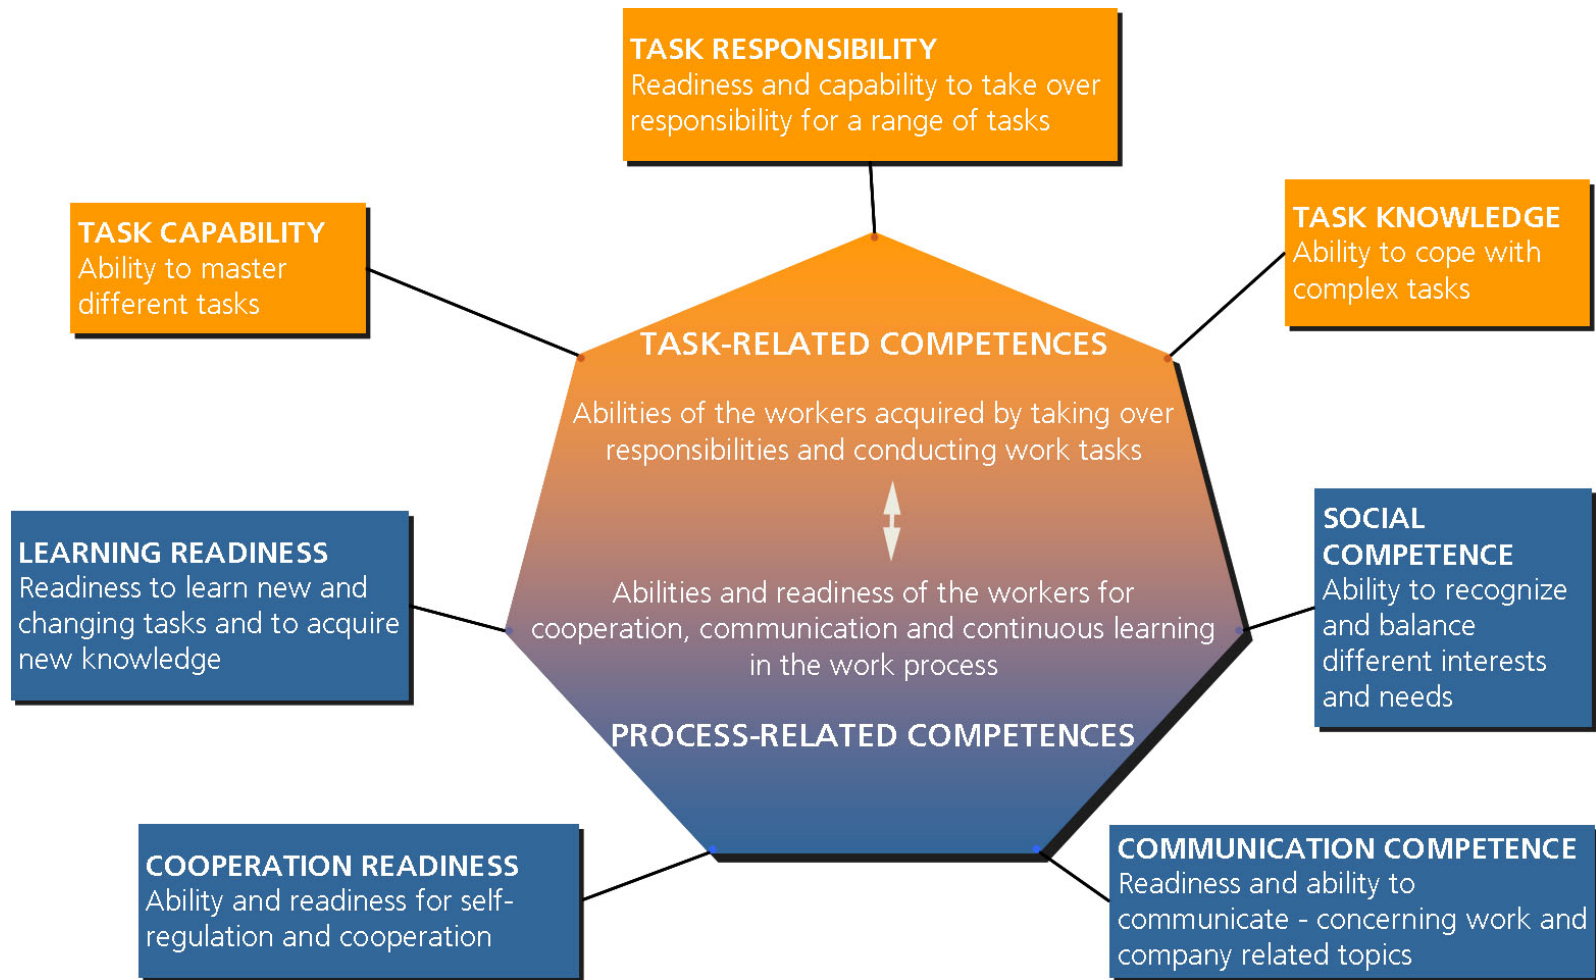 TASK RESPONSIBILITY
Readiness and capability to take over
responsibility for a range of tasks
TASK CAPABILITY
Ability to master
different tasks
TASK KNOWLEDGE
Ability to cope with
complex tasks
TASK-RELATED COMPETENCES
Abilities of the workers acquired by taking over
responsibilities and conducting work tasks
LEARNING READINESS
Readiness to learn new and
changing tasks and to acquire
new knowledge
SOCIAL
COMPETENCE
Ability to recognize
and balance
different interests
and needs
Abilities and readiness of the workers for
cooperation, communication and continuous learning
in the work process
PROCESS-RELATED COMPETENCES
COOPERATION READINESS
Ability and readiness for self-
regulation and cooperation
COMMUNICATION COMPETENCE
Readiness and ability to
communicate - concerning work and
company related topics